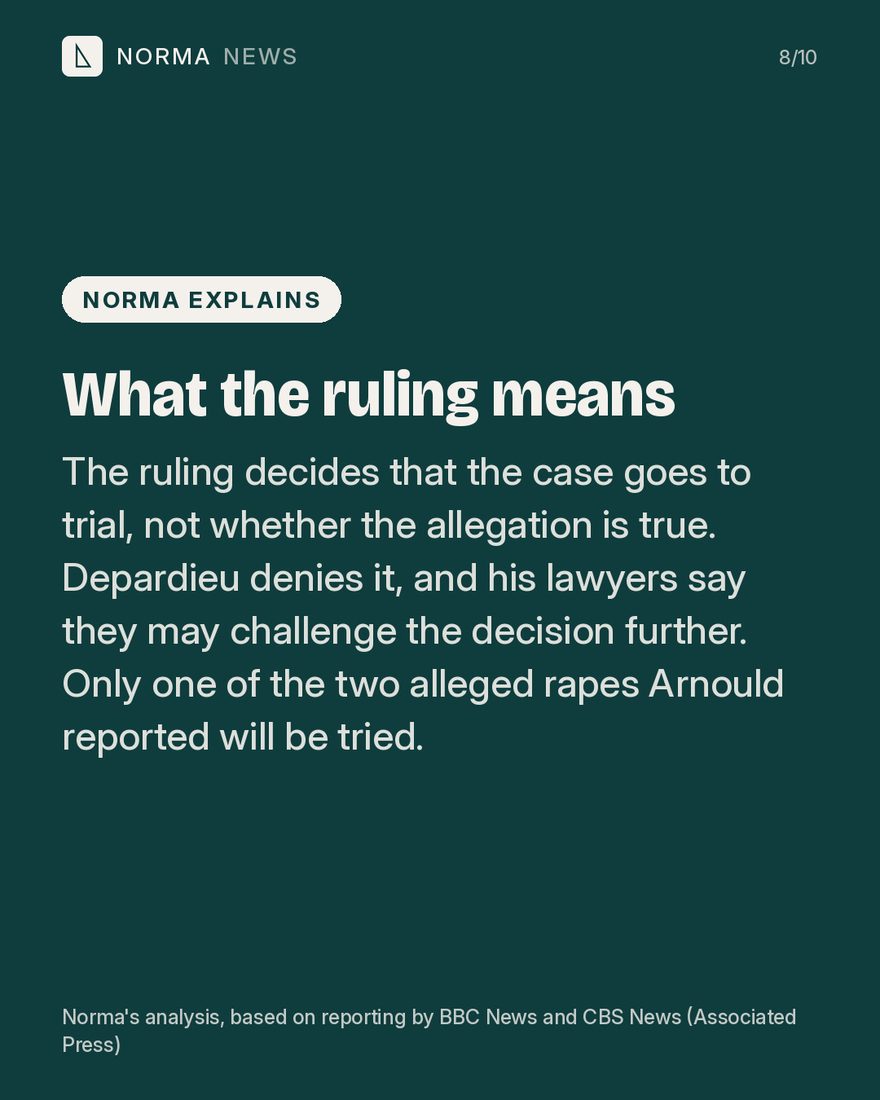 NORMA NEWS
8/10
NORMA EXPLAINS
What the ruling means
The ruling decides that the case goes to
trial, not whether the allegation is true.
Depardieu denies it, and his lawyers say
they may challenge the decision further.
Only one of the two alleged rapes Arnould
reported will be tried.
Norma's analysis, based on reporting by BBC News and CBS News (Associated
Press)